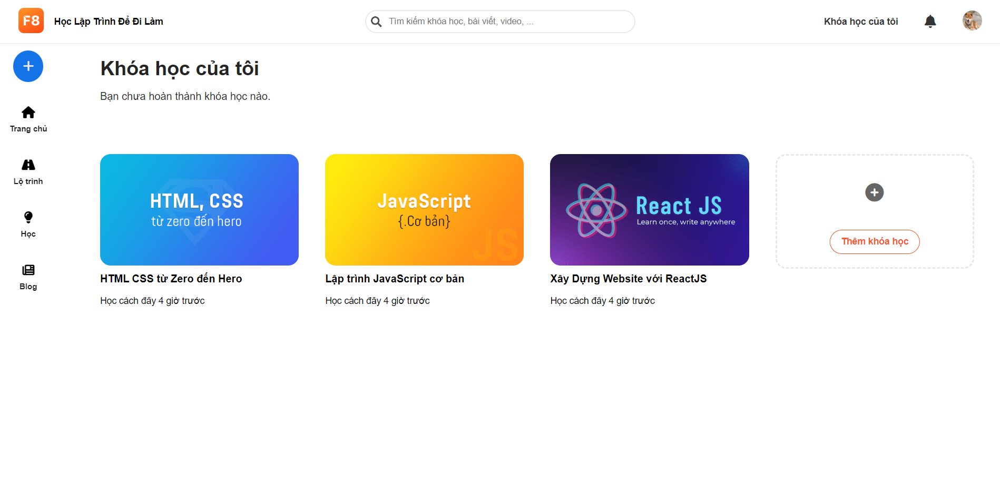 F8
Học Lập Trình Để Đi Làm
Tìm kiếm khóa học, bài viết, video, ...
Khóa học của tôi
Trang chủ
Lộ trình
Học
Blog
Khóa học của tôi
Bạn chưa hoàn thành khóa học nào.
HTML, CSS
từ zero đến hero
HTML CSS từ Zero đến Hero
Học cách đây 4 giờ trước
JavaScript
{.Cơ bản}
JS
Lập trình JavaScript cơ bản
Học cách đây 4 giờ trước
React JS
Learn once, write anywhere
Xây Dựng Website với ReactJS
Học cách đây 4 giờ trước
Thêm khóa học